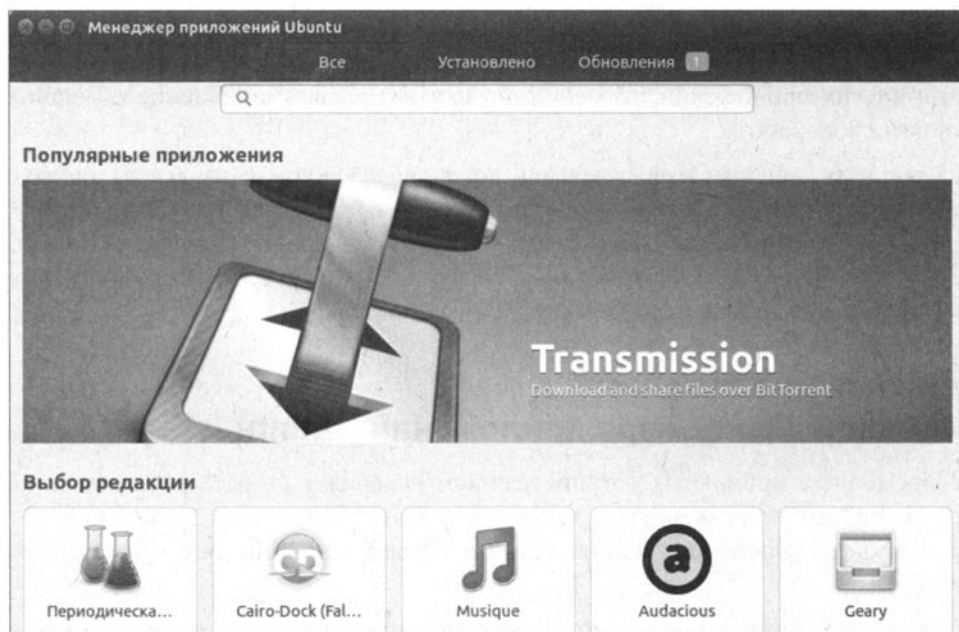 Менеджер приложений Ubuntu
Все Установлено Обновления 1
Популярные приложения
Transmission
Download and share files over BitTorrent
Выбор редакции
Периодическа... Cairo-Dock (Fal... Musique Audacious Geary